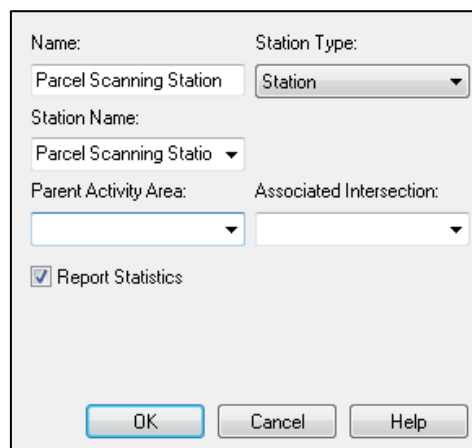 Name: Station Type:
Parcel Scanning Station Station
Station Name:
Parcel Scanning Statio
Parent Activity Area: Associated Intersection:
Report Statistics
OK Cancel Help